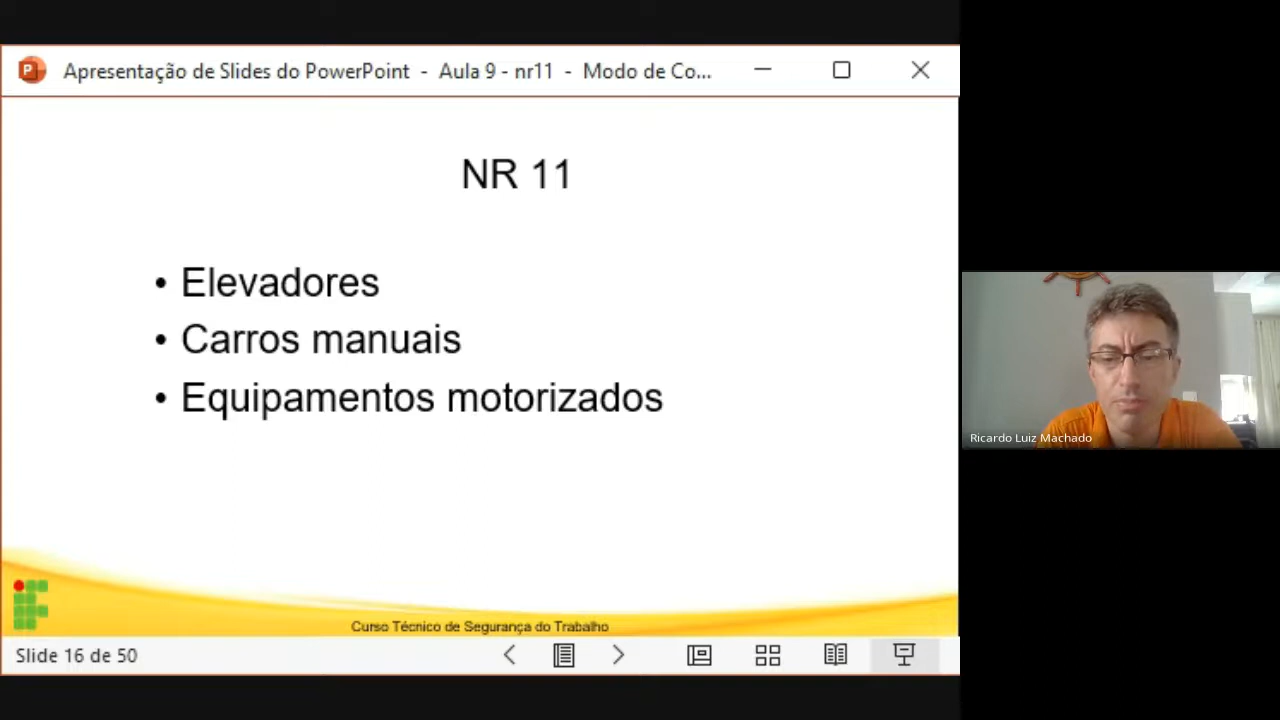 Apresentação de Slides do PowerPoint - Aula 9 - nr11 - Modo de Co...
NR 11
• Elevadores
• Carros manuais
• Equipamentos motorizados
Curso Técnico de Segurança do Trabalho
Slide 16 de 50
Ricardo Luiz Machado